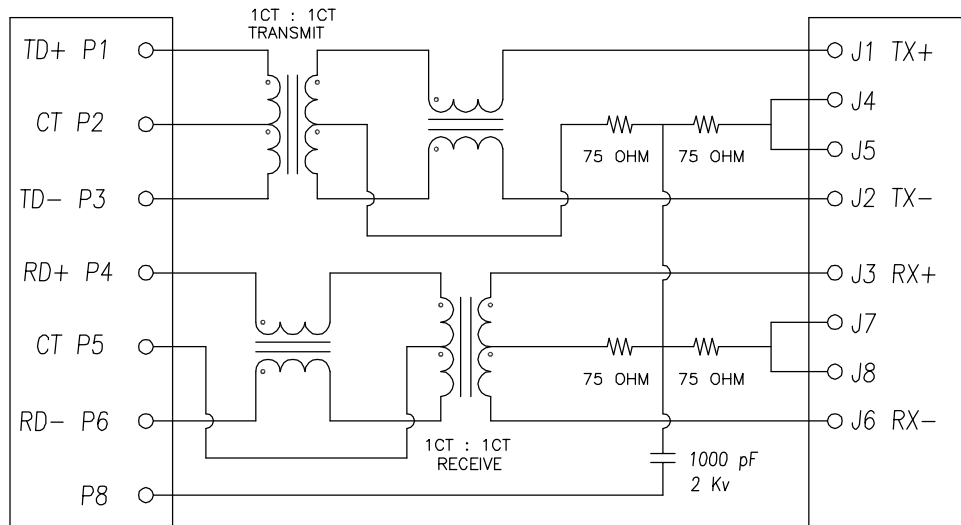 1CT : 1CT
TRANSMIT
TD+ P1
J1 TX+
J4
CT P2
75 OHM
75 OHM
J5
TD- P3
J2 TX-
RD+ P4
J3 RX+
J7
CT P5
75 OHM
75 OHM
J8
RD- P6
J6 RX-
1CT : 1CT
RECEIVE
1000 pF
2 Kv
P8